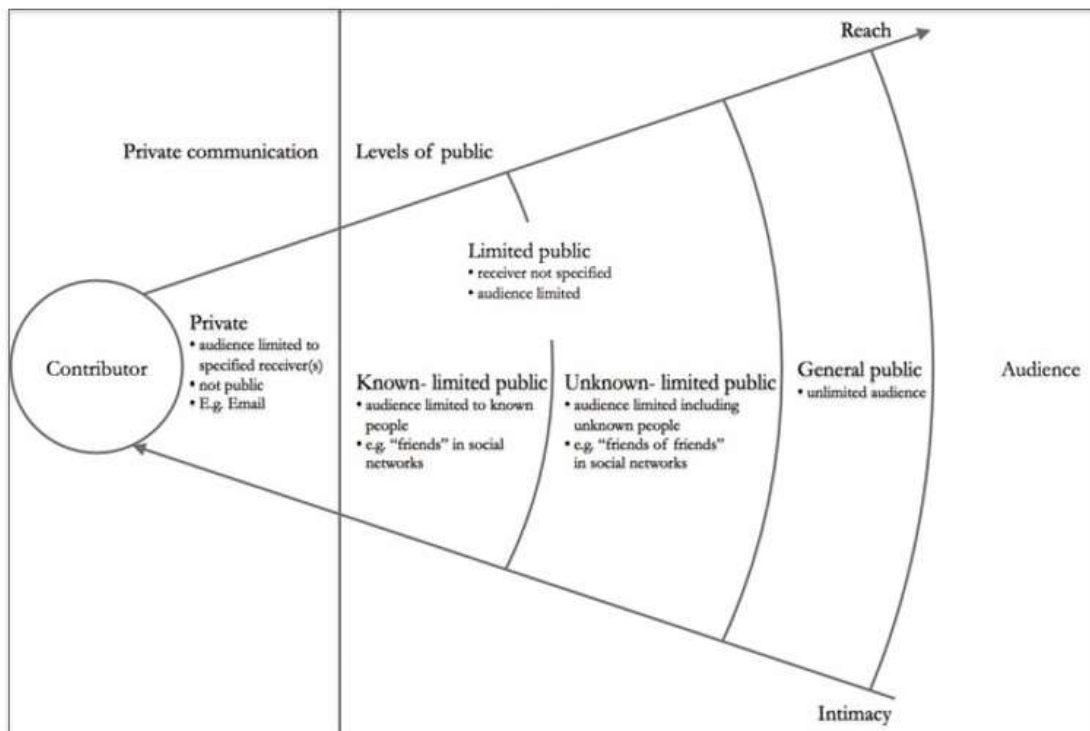 Reach
Private communication
Levels of public
Limited public
• receiver not specified
• audience limited
Contributor
Private
• audience limited to
specified receiver(s)
• not public
• E.g. Email
Known- limited public
• audience limited to known
people
• e.g. “friends” in social
networks
Unknown- limited public
• audience limited including
unknown people
• e.g. “friends of friends”
in social networks
General public
• unlimited audience
Audience
Intimacy